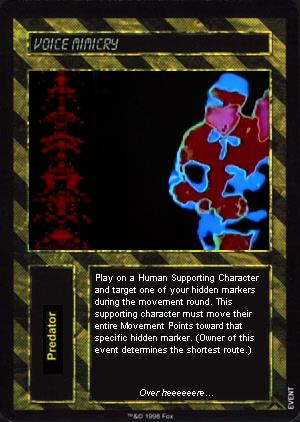 VOICE MIMICRY
Play on a Human Supporting Character
and target one of your hidden markers
during the movement round. This
supporting character must move their
entire Movement Points toward that
specific hidden marker. (Owner of this
event determines the shortest route.)
Predator
Over heeeeeere...
™&© 1998 Fox
EVENT